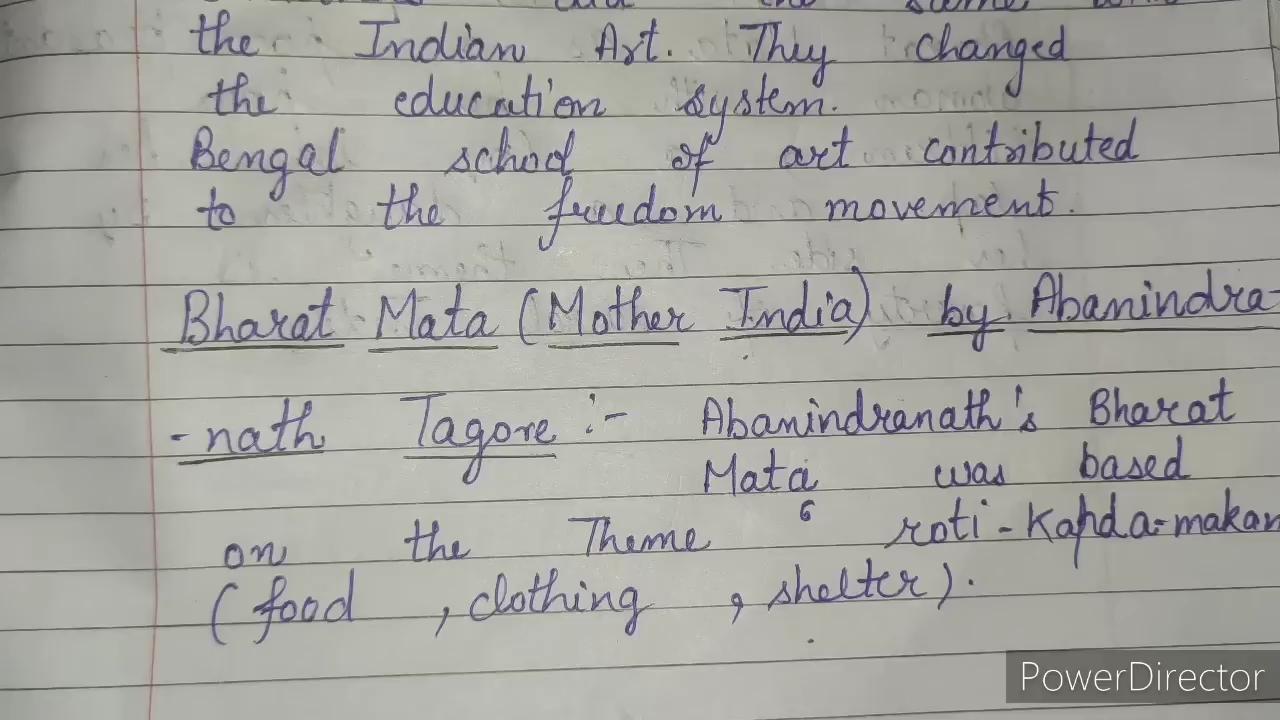 the Indian Art. They changed
the education system.
Bengal school of art contributed
to the freedom movement.
Bharat Mata (Mother India) by Abanindra-
-nath Tagore :- Abanindranath's Bharat
Mata was based
on the Theme ‘ roti-Kapda-makan
(food , clothing , shelter).
PowerDirector